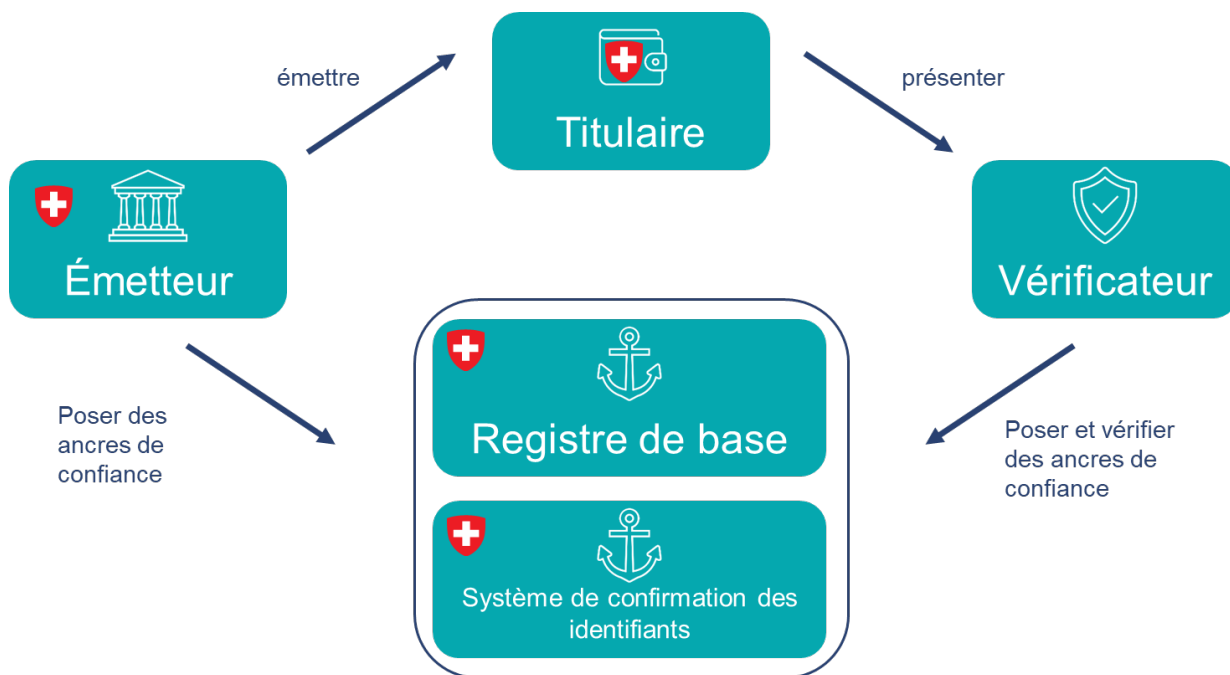 émettre
Titulaire
présenter
Émetteur
Vérificateur
Poser des
ancres de
confiance
Registre de base
Poser et vérifier
des ancres de
confiance
Système de confirmation des
identifiants